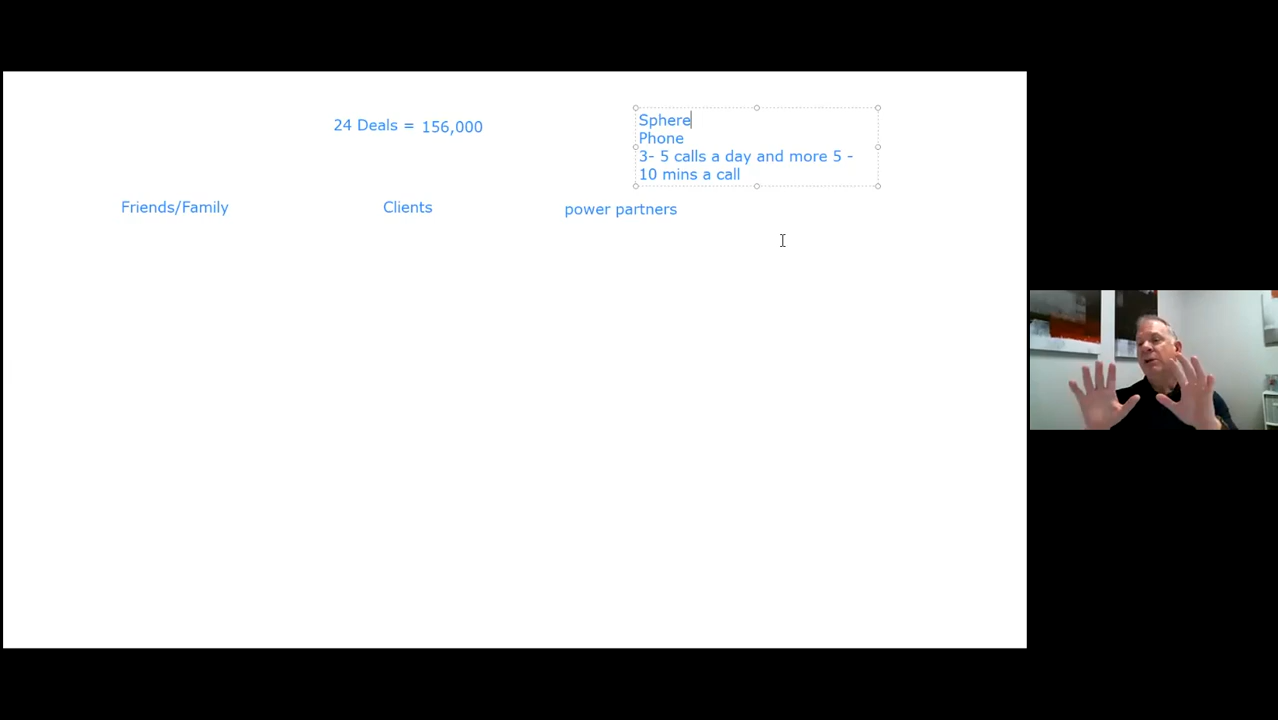 24 Deals = 156,000
Sphere
Phone
3- 5 calls a day and more 5 -
10 mins a call
Friends/Family
Clients
power partners